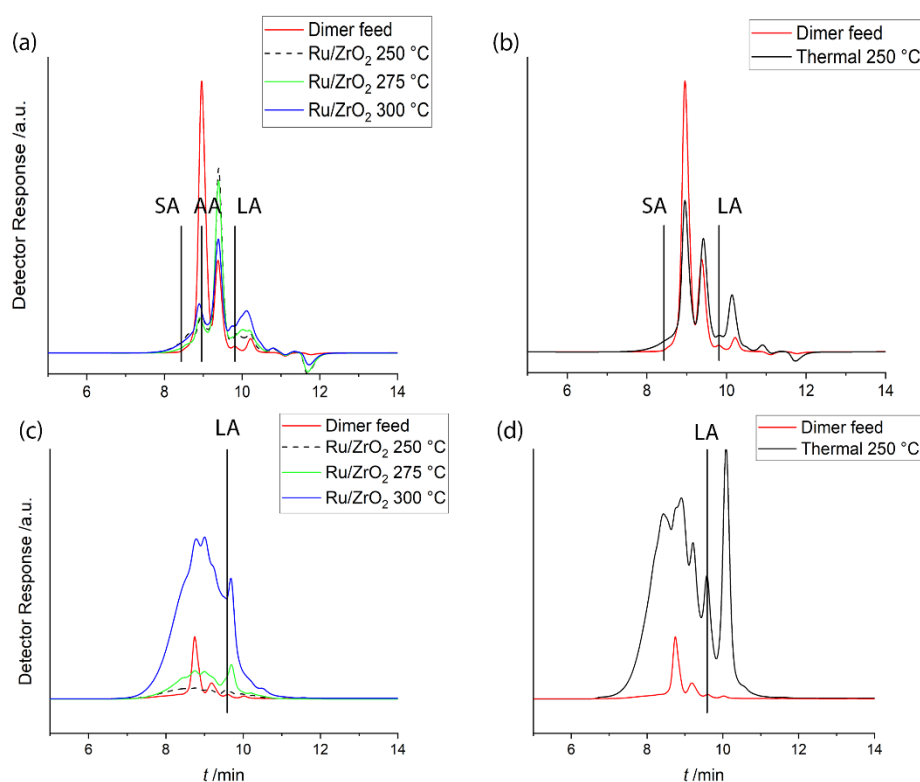 (a)
Dimer feed
Ru/ZrO₂ 250 °C
Ru/ZrO₂ 275 °C
Ru/ZrO₂ 300 °C
SA A A LA
Detector Response /a.u.
6 8 10 12 14
(b)
Dimer feed
Thermal 250 °C
SA LA
6 8 10 12 14
(c)
LA
Dimer feed
Ru/ZrO₂ 250 °C
Ru/ZrO₂ 275 °C
Ru/ZrO₂ 300 °C
Detector Response /a.u.
6 8 10 12 14
t /min
(d)
LA
Dimer feed
Thermal 250 °C
6 8 10 12 14
t /min